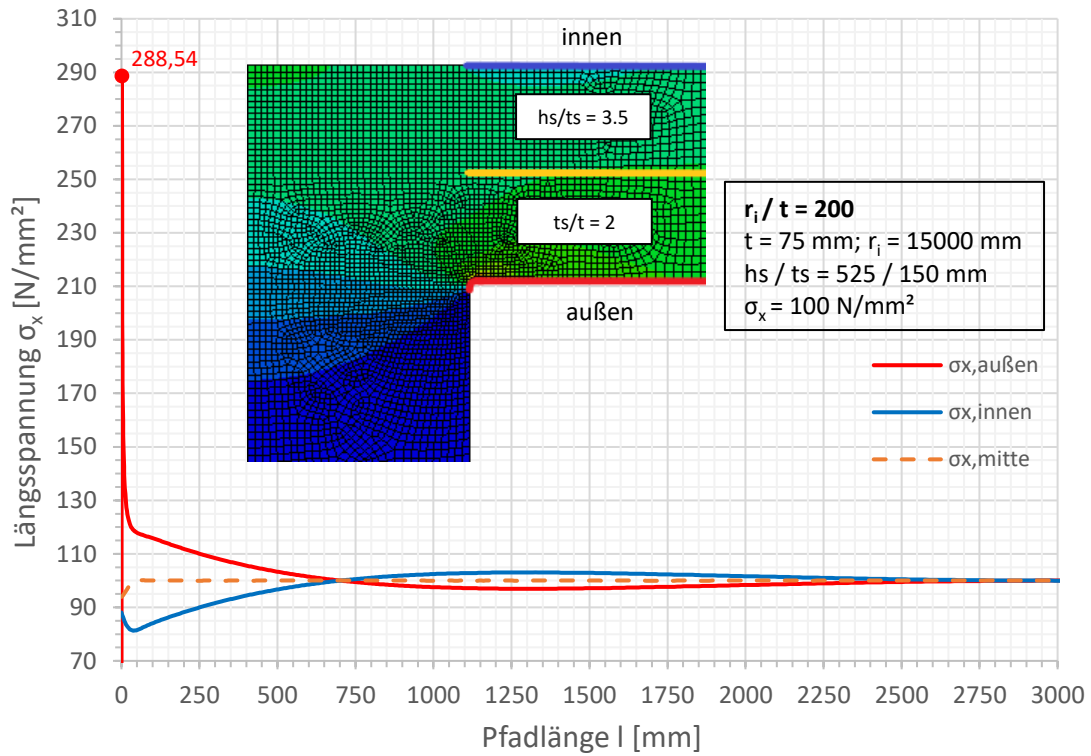 Längsspannung σx [N/mm²]
310
290
270
250
230
210
190
170
150
130
110
90
70
288,54
innen
hs/ts = 3.5
ts/t = 2
außen
ri / t = 200
t = 75 mm; ri = 15000 mm
hs / ts = 525 / 150 mm
σx = 100 N/mm²
σx,außen
σx,innen
σx,mitte
0 250 500 750 1000 1250 1500 1750 2000 2250 2500 2750 3000
Pfadlänge l [mm]